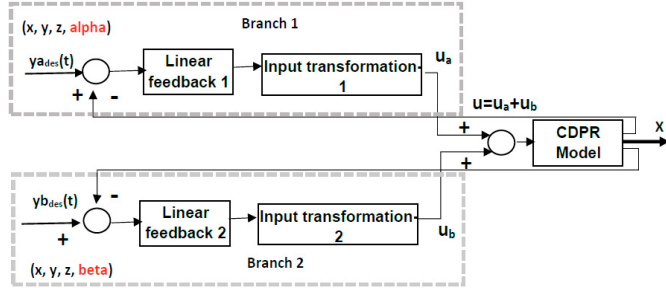 Branch 1
(x, y, z, alpha)
ya_des(t)
+
-
Linear
feedback 1
Input transformation-
1
u_a
u=u_a+u_b
+
+
CDPR
Model
X
-
yb_des(t)
+
Linear
feedback 2
Input transformation-
2
u_b
(x, y, z, beta)
Branch 2